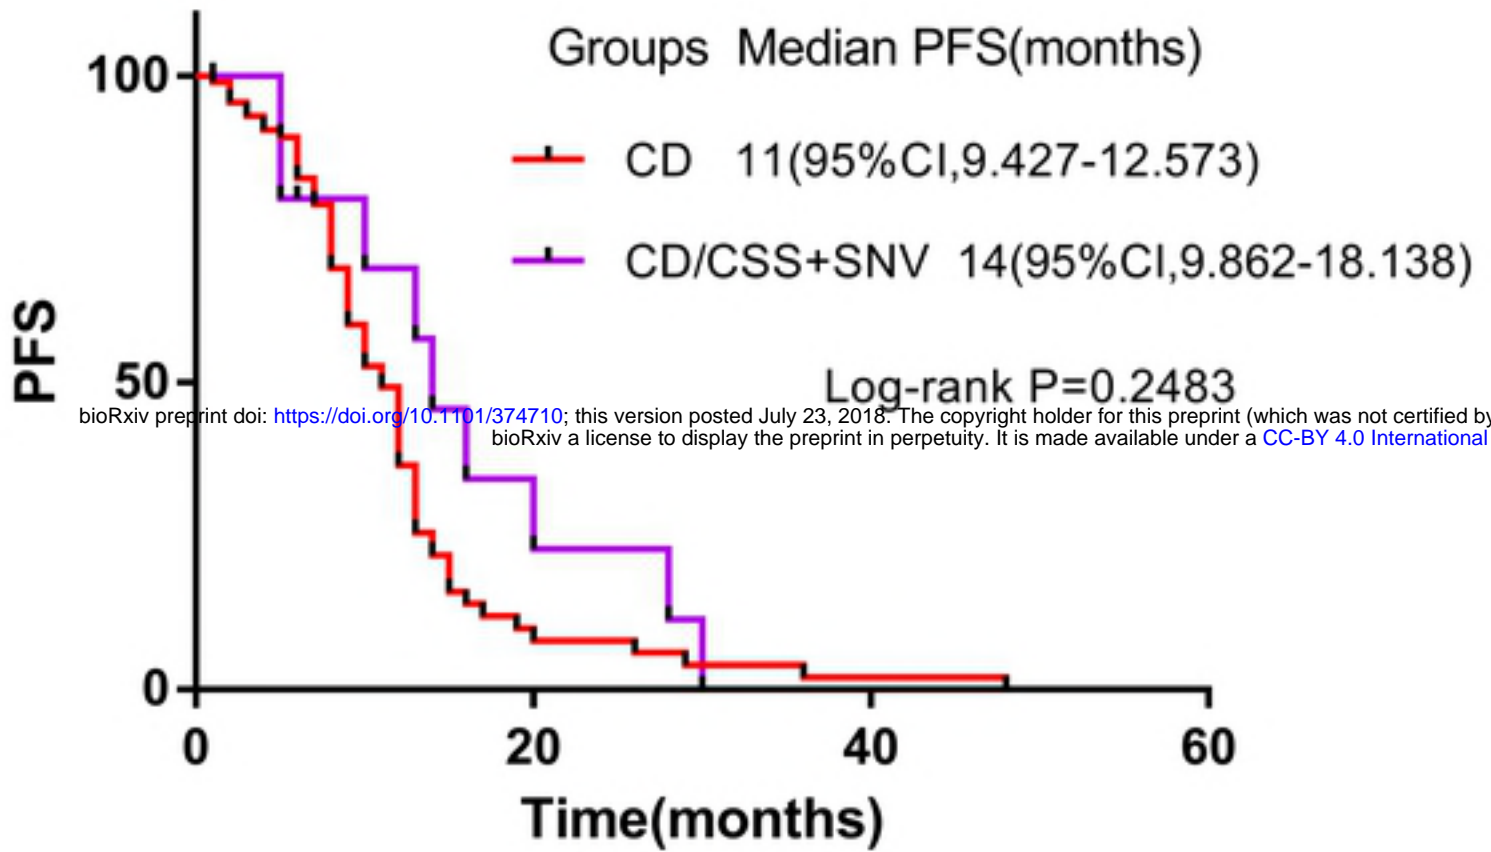 Groups Median PFS(months)
100
CD 11(95%CI,9.427-12.573)
CD/CSS+SNV 14(95%CI,9.862-18.138)
PFS
50
Log-rank P=0.2483
bioRxiv preprint doi: https://doi.org/10.1101/374710; this version posted July 23, 2018. The copyright holder for this preprint (which was not certified by
bioRxiv a license to display the preprint in perpetuity. It is made available under a CC-BY 4.0 International
0
0 20 40 60
Time(months)